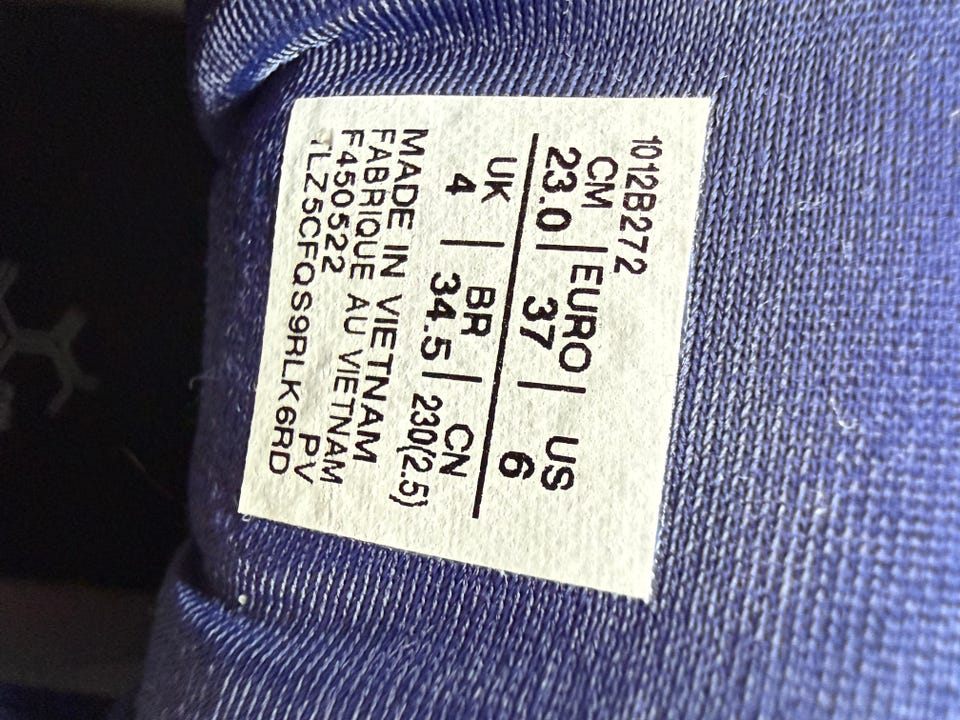 1012B272
CM | EURO | US
23.0 | 37 | 6
UK | BR | CN
4 | 34.5 | 230(2.5)
MADE IN VIETNAM
FABRIQUE AU VIETNAM
F450522 PV
1LZ5CFQS9RLK6RD